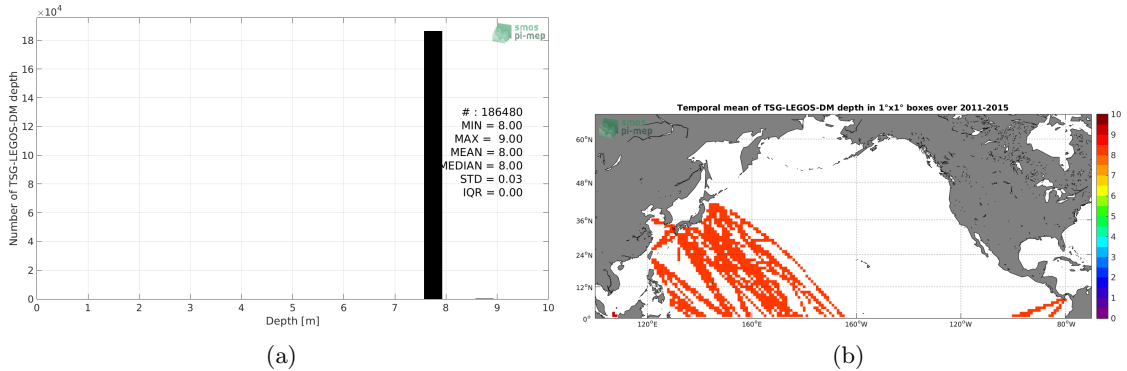 ×10⁴
18
16
14
12
10
8
6
4
2
0
Number of TSG-LEGOS-DM depth
smos
pi-mep
# : 186480
MIN = 8.00
MAX = 9.00
MEAN = 8.00
MEDIAN = 8.00
STD = 0.03
IQR = 0.00
0 1 2 3 4 5 6 7 8 9 10
Depth [m]
(a)
Temporal mean of TSG-LEGOS-DM depth in 1°x1° boxes over 2011-2015
smos
pi-mep
60°N
48°N
36°N
24°N
12°N
0°
120°E 160°E 160°W 120°W 80°W
10
9
8
7
6
5
4
3
2
1
0
(b)